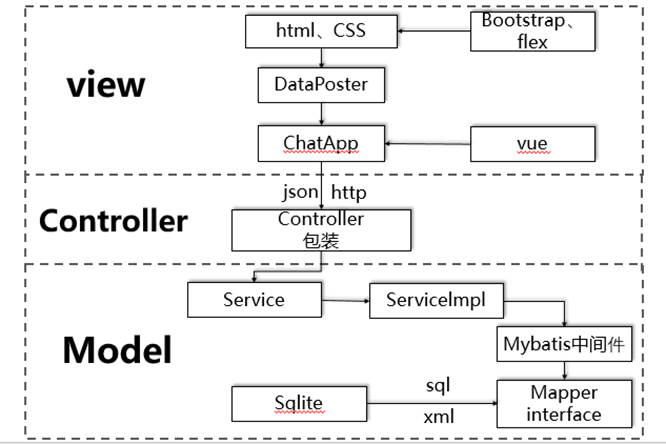 html、CSS
Bootstrap、
flex
view
DataPoster
ChatApp
vue
json http
Controller
Controller
包装
Service
ServiceImpl
Model
Mybatis中间件
sql
Sqlite
xml
Mapper
interface